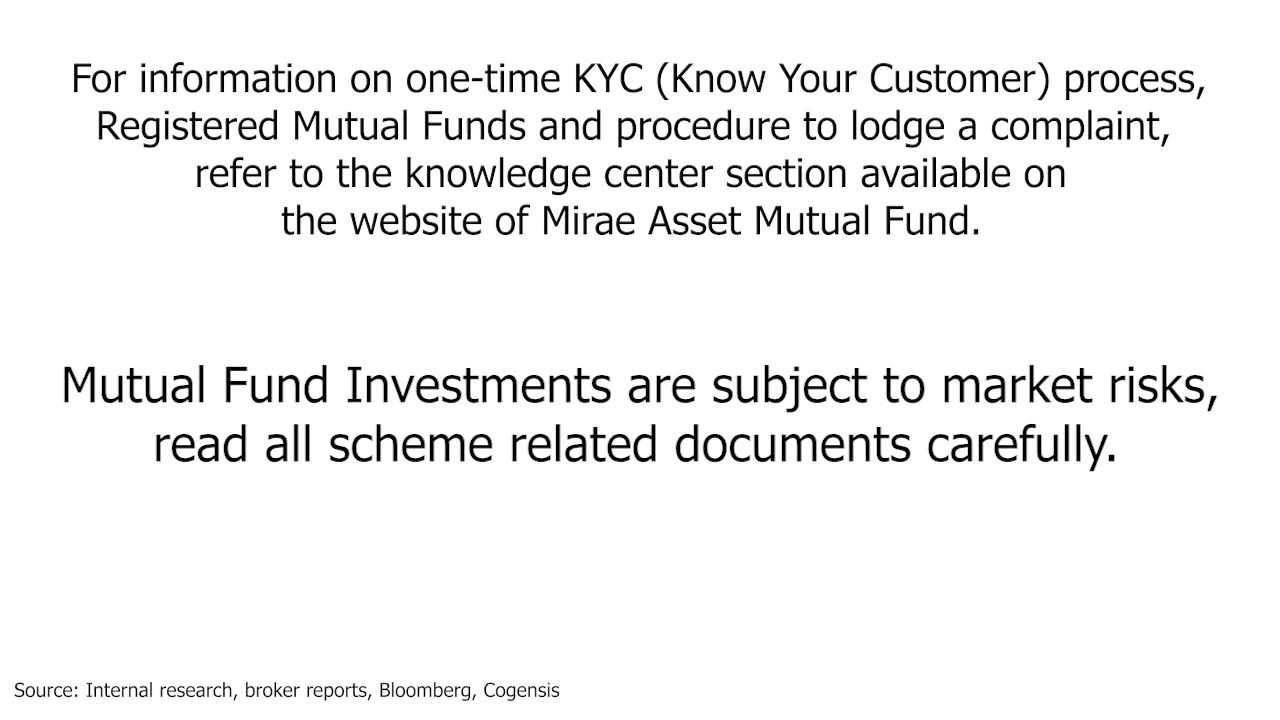 For information on one-time KYC (Know Your Customer) process,
Registered Mutual Funds and procedure to lodge a complaint,
refer to the knowledge center section available on
the website of Mirae Asset Mutual Fund.
Mutual Fund Investments are subject to market risks,
read all scheme related documents carefully.
Source: Internal research, broker reports, Bloomberg, Cogensis